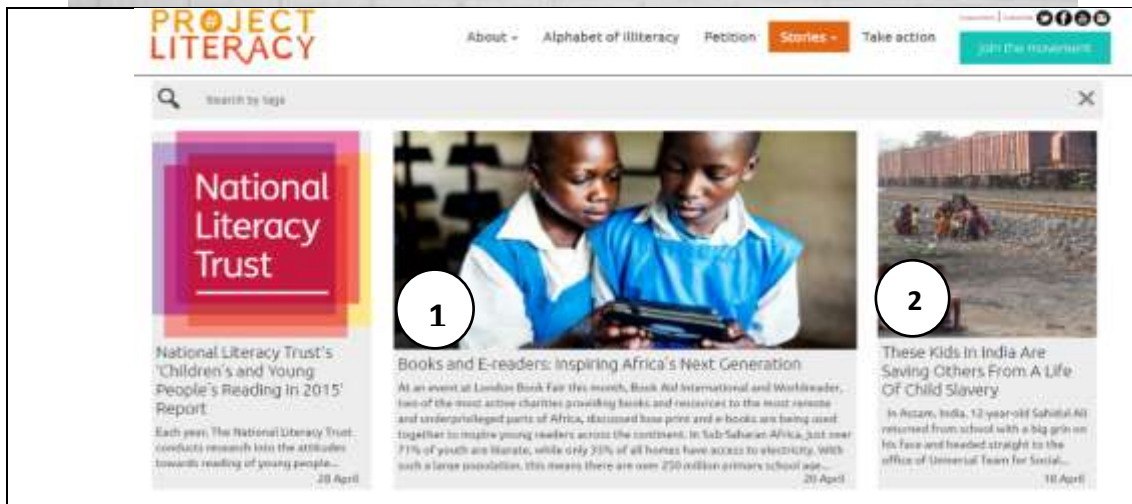 PROJECT
LITERACY
About
Alphabet of illiteracy
Petition
Stories
Take action
Join the movement
Search by tags
National
Literacy
Trust
1
2
National Literacy Trust's
'Children's and Young
People's Reading in 2015'
Report
Each year, The National Literacy Trust
conducts research into the attitudes
towards reading of young people...
20 April
Books and E-readers: Inspiring Africa's Next Generation
At an event at London Book Fair this month, Book Aid International and Worldreader,
two of the most active charities providing books and resources to the most remote
and underprivileged parts of Africa, discussed how print and e-books are being used
together to inspire young readers across the continent. In Sub-Saharan Africa, just over
71% of youth are literate, while only 35% of all homes have access to electricity. With
such a large population, this means there are over 250 million primary school age...
20 April
These Kids In India Are
Saving Others From A Life
Of Child Slavery
In Assam, India, 12-year-old Sahidul Ali
returned from school with a big grin on
his face and headed straight to the
office of Universal Team for Social...
18 April